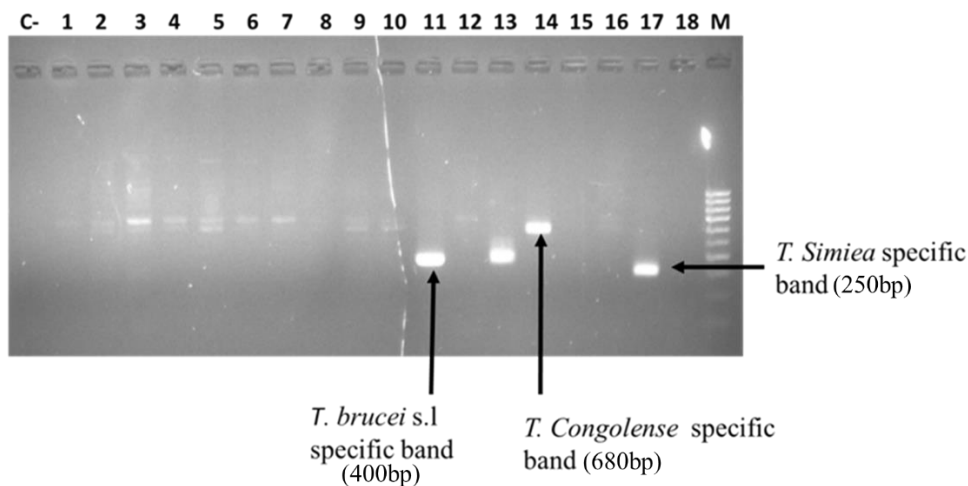 C- 1 2 3 4 5 6 7 8 9 10 11 12 13 14 15 16 17 18 M
T. Simiea specific
band (250bp)
T. brucei s.l
specific band
(400bp)
T. Congolense specific
band (680bp)